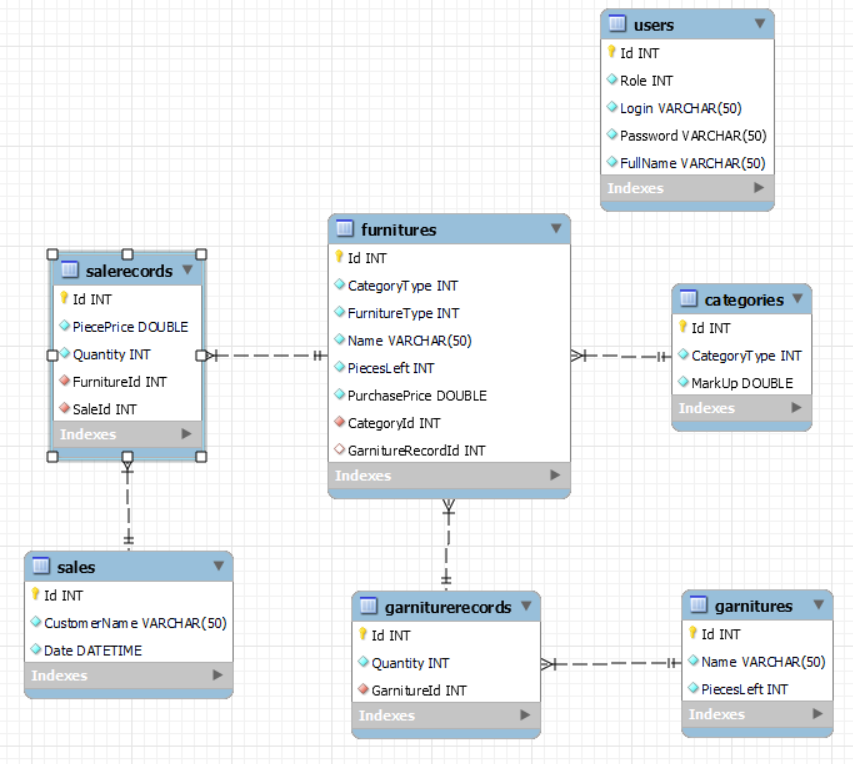 users
Id INT
Role INT
Login VARCHAR(50)
Password VARCHAR(50)
FullName VARCHAR(50)
Indexes
furnitures
Id INT
CategoryType INT
FurnitureType INT
Name VARCHAR(50)
PiecesLeft INT
PurchasePrice DOUBLE
CategoryId INT
GarnitureRecordId INT
Indexes
salerecords
Id INT
PiecePrice DOUBLE
Quantity INT
FurnitureId INT
SaleId INT
Indexes
categories
Id INT
CategoryType INT
MarkUp DOUBLE
Indexes
sales
Id INT
CustomerName VARCHAR(50)
Date DATETIME
Indexes
garniturerecords
Id INT
Quantity INT
GarnitureId INT
Indexes
garnitures
Id INT
Name VARCHAR(50)
PiecesLeft INT
Indexes